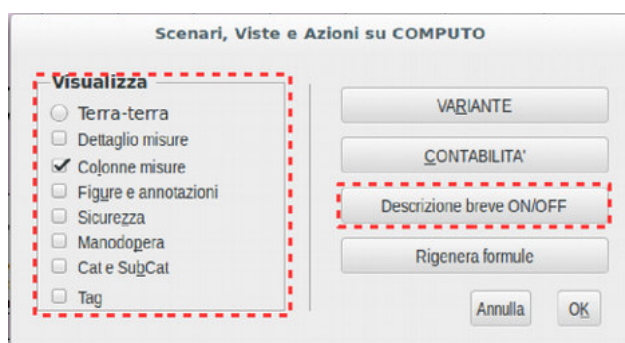 Scenari, Viste e Azioni su COMPUTO
Visualizza
Terra-terra
Dettaglio misure
Colonne misure
Figure e annotazioni
Sicurezza
Manodopera
Cat e SubCat
Tag
VARIANTE
CONTABILITA'
Descrizione breve ON/OFF
Rigenera formule
Annulla
OK